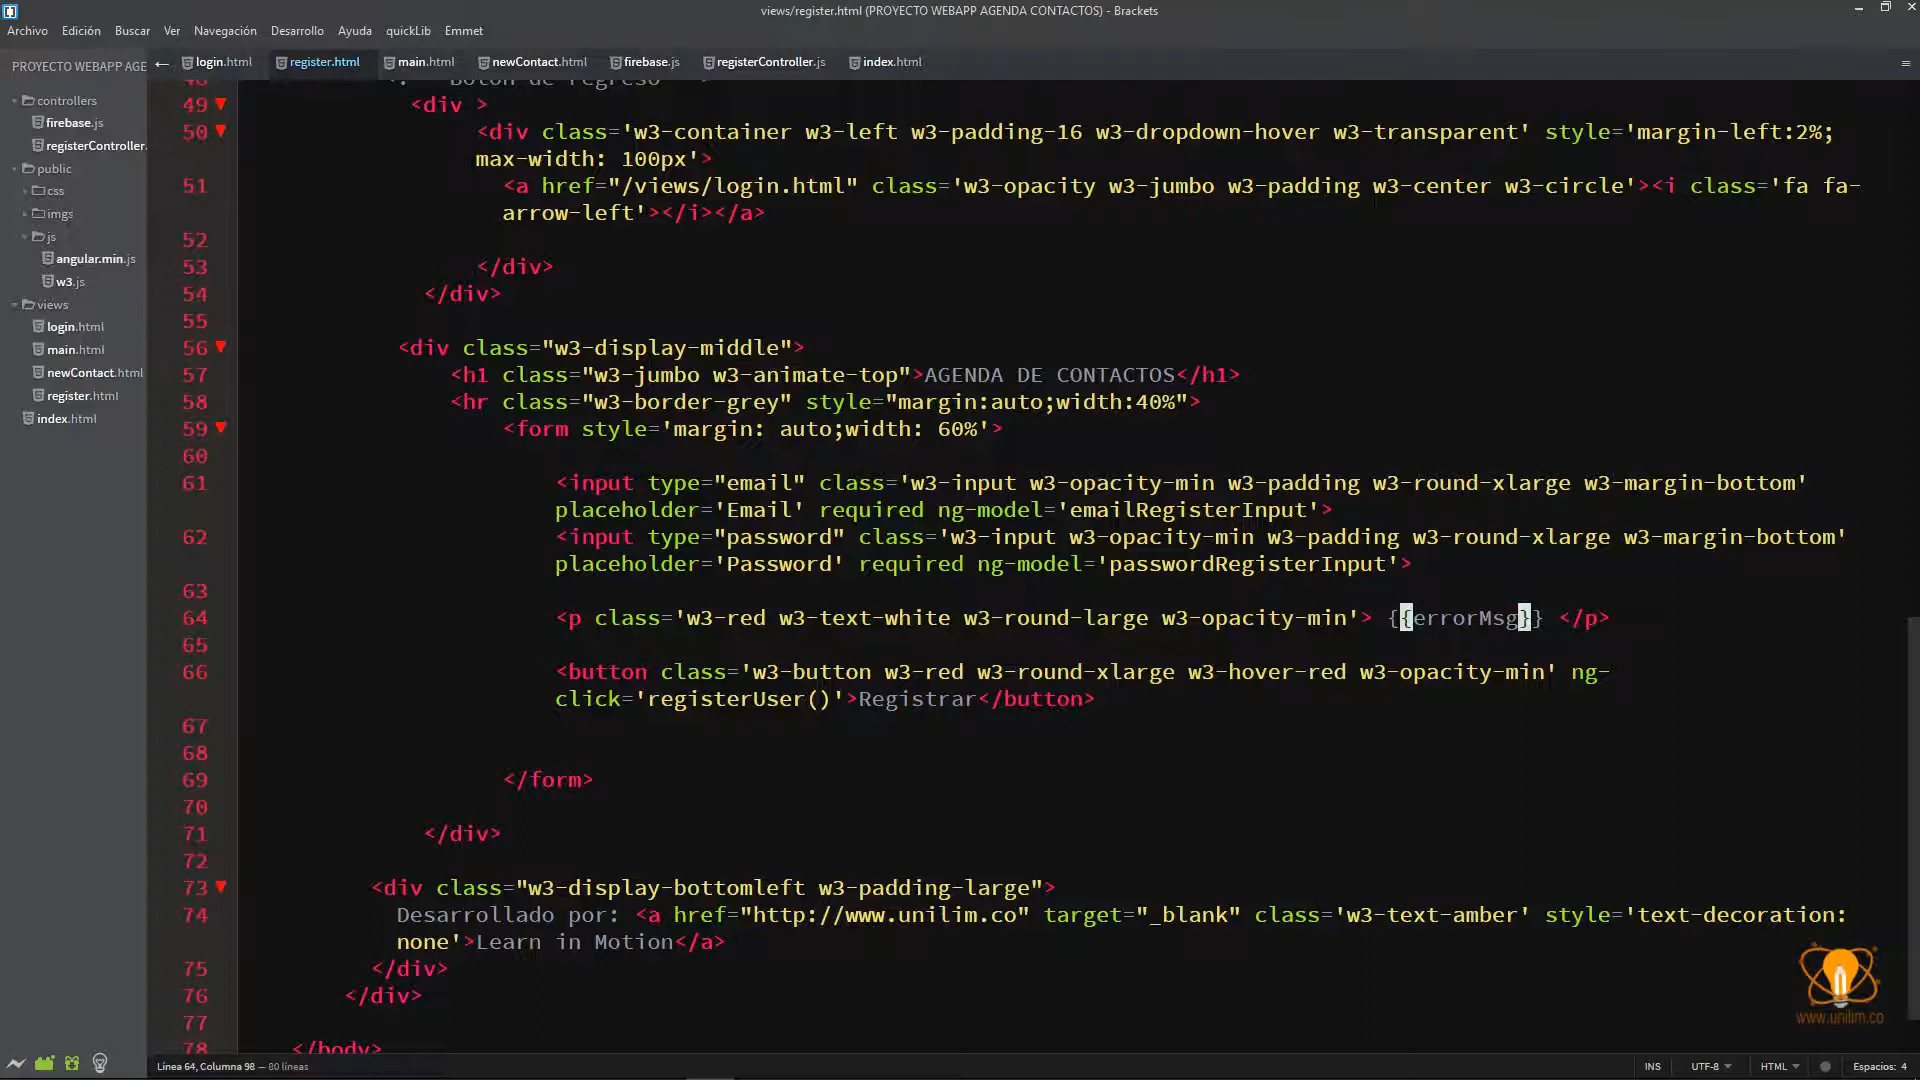 views/register.html (PROYECTO WEBAPP AGENDA CONTACTOS) - Brackets
Archivo Edición Buscar Ver Navegación Desarrollo Ayuda quickLib Emmet
PROYECTO WEBAPP AGE
controllers
firebase.js
registerController.
public
css
imgs
js
angular.min.js
w3.js
views
login.html
main.html
newContact.html
register.html
index.html
login.html register.html main.html newContact.html firebase.js registerController.js index.html
49 <div >
50 <div class='w3-container w3-left w3-padding-16 w3-dropdown-hover w3-transparent' style='margin-left:2%;
max-width: 100px'>
51 <a href="/views/login.html" class='w3-opacity w3-jumbo w3-padding w3-center w3-circle'><i class='fa fa-
arrow-left'></i></a>
52
53 </div>
54 </div>
55
56 <div class="w3-display-middle">
57 <h1 class="w3-jumbo w3-animate-top">AGENDA DE CONTACTOS</h1>
58 <hr class="w3-border-grey" style="margin:auto;width:40%">
59 <form style='margin: auto;width: 60%'>
60
61 <input type="email" class='w3-input w3-opacity-min w3-padding w3-round-xlarge w3-margin-bottom'
placeholder='Email' required ng-model='emailRegisterInput'>
62 <input type="password" class='w3-input w3-opacity-min w3-padding w3-round-xlarge w3-margin-bottom'
placeholder='Password' required ng-model='passwordRegisterInput'>
63
64 <p class='w3-red w3-text-white w3-round-large w3-opacity-min'> {{errorMsg}} </p>
65
66 <button class='w3-button w3-red w3-round-xlarge w3-hover-red w3-opacity-min' ng-
click='registerUser()'>Registrar</button>
67
68
69 </form>
70
71 </div>
72
73 <div class="w3-display-bottomleft w3-padding-large">
74 Desarrollado por: <a href="http://www.unilim.co" target="_blank" class='w3-text-amber' style='text-decoration:
none'>Learn in Motion</a>
75 </div>
76 </div>
77
78 </body>
www.unilim.co
Línea 64, Columna 98 — 80 líneas
INS UTF-8 HTML Espacios: 4